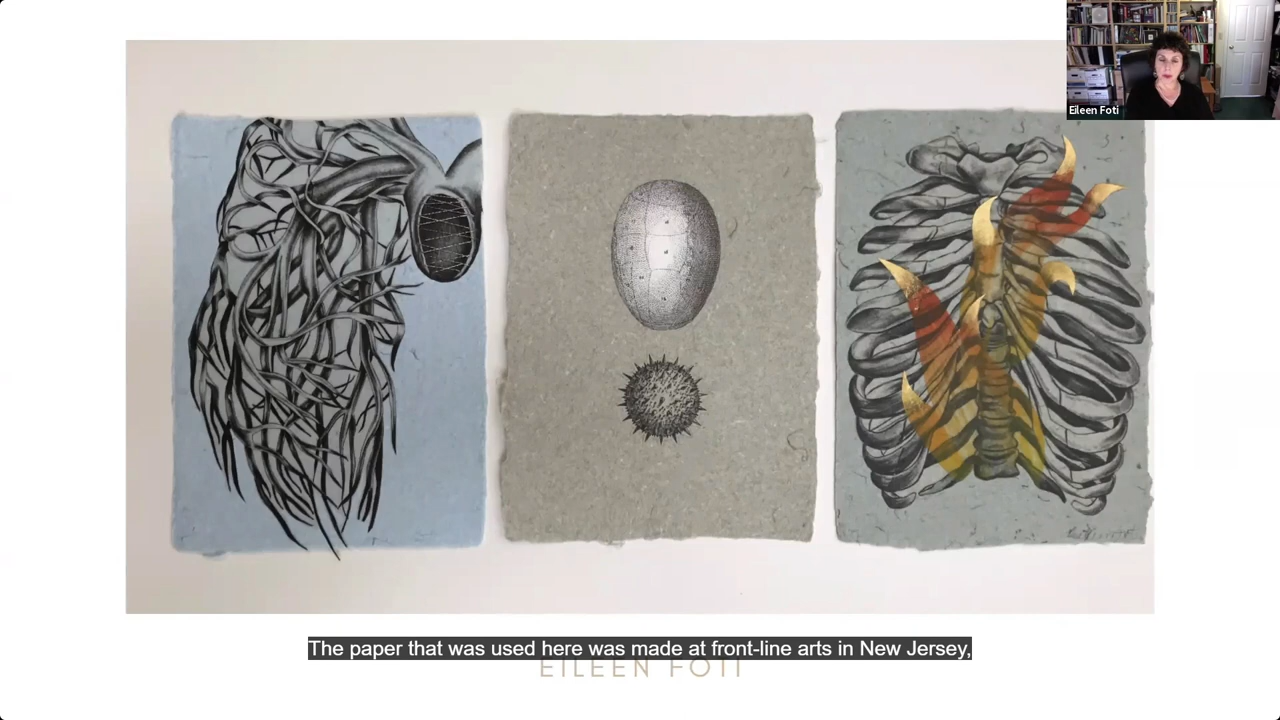 Eileen Foti
The paper that was used here was made at front-line arts in New Jersey,
EILEEN FOTI